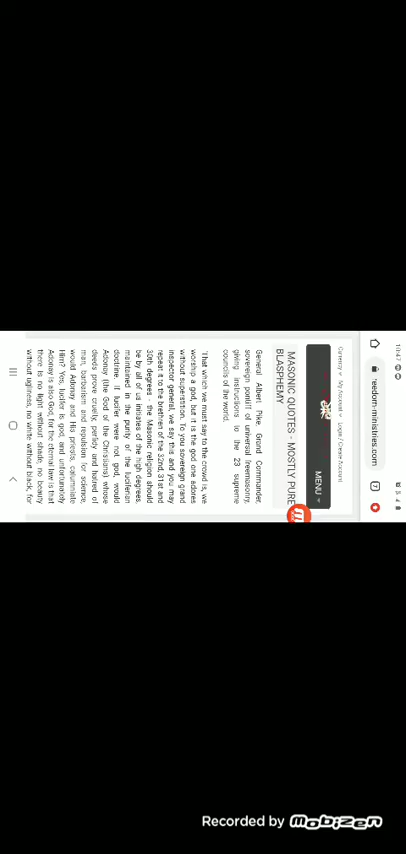 10:47
reedom-ministries.com
7
Currency My Account Login / Create Account
MENU
MASONIC QUOTES - MOSTLY PURE
BLASPHEMY
General Albert Pike, Grand Commander,
sovereign pontiff of universal freemasonry,
giving instructions to the 23 supreme
councils of the world.
'That which we must say to the crowd is, we
worship a god, but it is the god one adores
without superstition. To you sovereign grand
inspector general, we say this and you may
repeat it to the brethren of the 32nd, 31st and
30th degrees - the Masonic religion should
be by all of us initiates of the high degrees,
maintained in the purity of the luciferian
doctrine. If lucifer were not god, would
Adonay (the God of the Christians) whose
deeds prove cruelty, perfidy and hatred of
man, barbarism and repulsion for science,
would Adonay and His priests, calumniate
Him? Yes, lucifer is god, and unfortunately
Adonay is also God, for the eternal law is that
there is no light without shade, no beauty
without ugliness, no white without black, for
Recorded by Mobizen